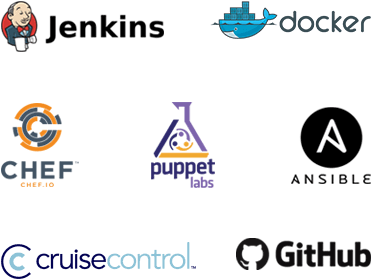 Jenkins
docker
CHEF™
CHEF.IO
puppet
labs
ANSIBLE
cruisecontrol™
GitHub